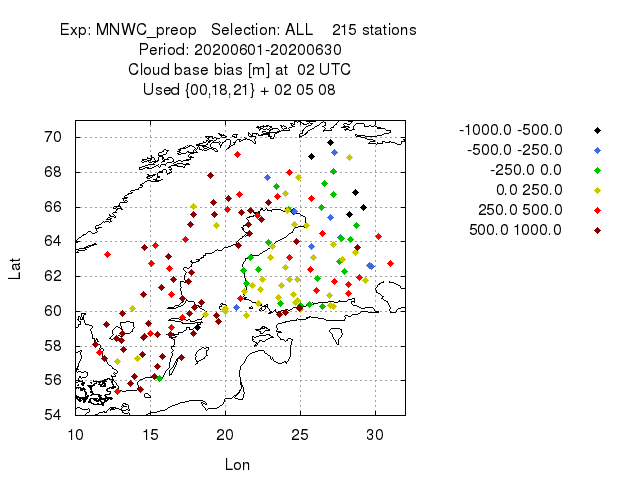 Exp: MNWC_preop   Selection: ALL    215 stations
Period: 20200601-20200630
Cloud base bias [m] at  02 UTC
Used {00,18,21} + 02 05 08
-1000.0 -500.0
-500.0 -250.0
-250.0 0.0
0.0 250.0
250.0 500.0
500.0 1000.0
70
68
66
64
62
60
58
56
54
Lat
10 15 20 25 30
Lon